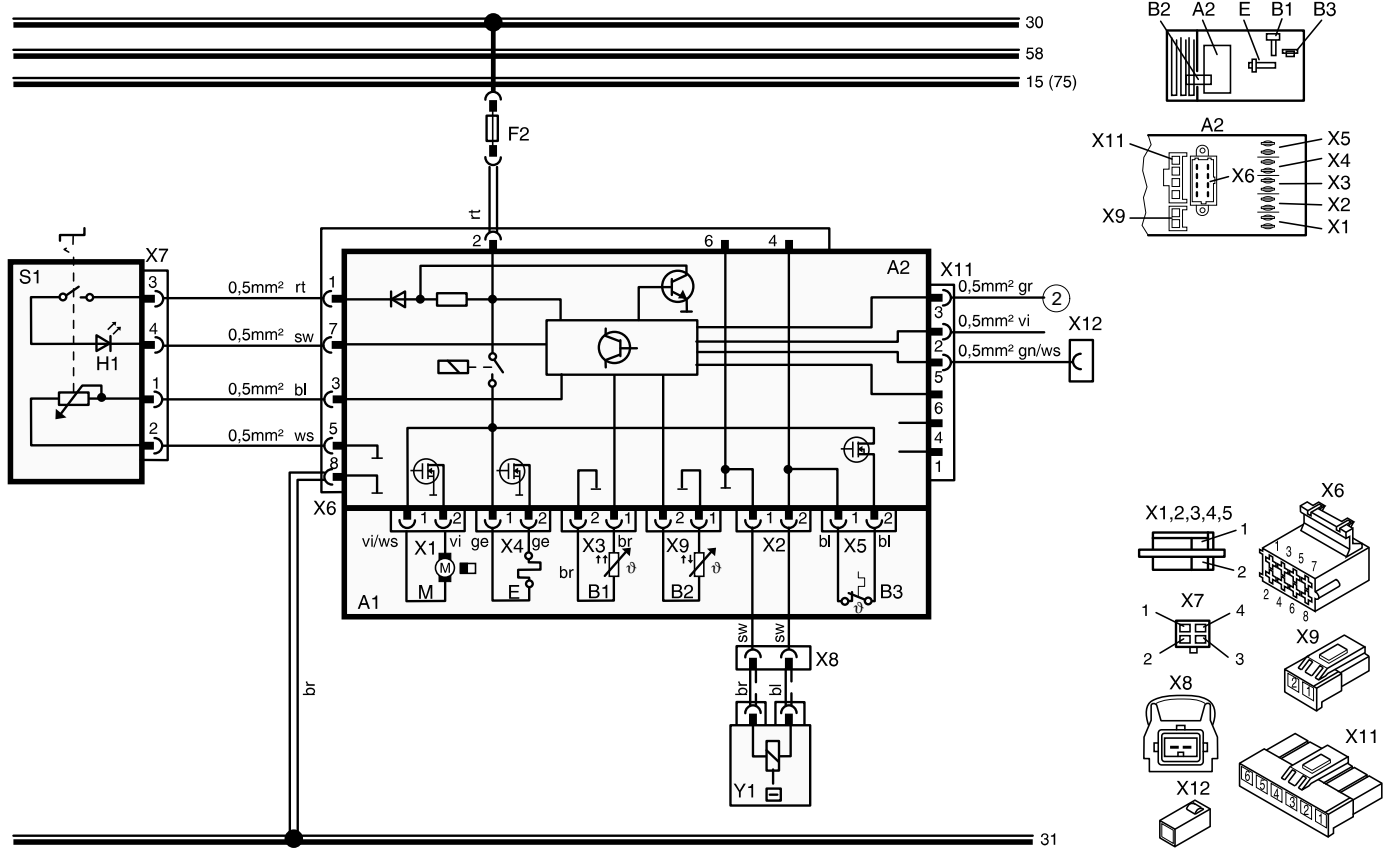 30
58
15 (75)
B2 A2 E B1 B3
F2
rt
A2
X11
X5
X4
X6
X3
X9
X2
X1
2 6 4
S1
X7
A2
X11
3
0,5mm² rt
1
0,5mm² gr
2
3
4
0,5mm² sw
7
0,5mm² vi
X12
H1
2
0,5mm² gn/ws
1
0,5mm² bl
3
5
6
2
0,5mm² ws
5
4
8
1
X6
1 2 1 2 2 1 2 1 1 2 1 2
vi/ws X1 vi ge X4 ge X3 br X9 X2 bl X5 bl
br
M
ϑ
ϑ
M E B1 B2 ϑ B3
A1
sw sw
X8
br
br bl
Y1
31
X1,2,3,4,5
1
2
X6
1 3 5 7
2 4 6 8
X7
1 4
2 3
X9
2 1
X8
X11
6 5 4 3 2 1
X12